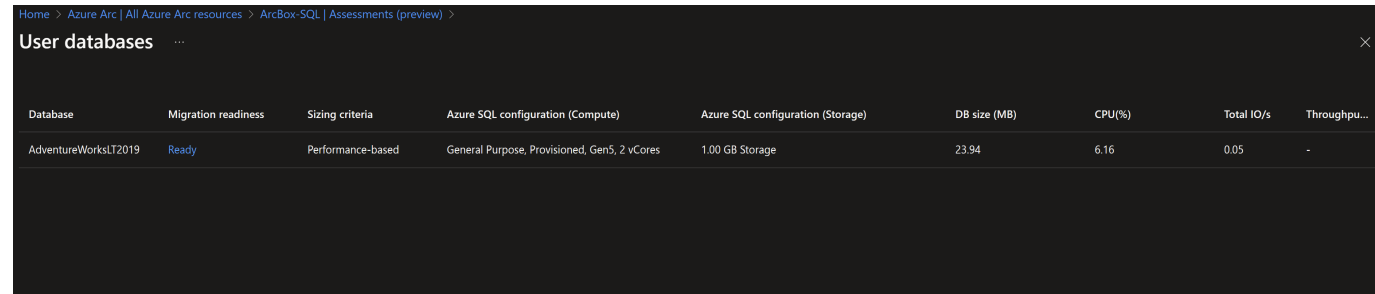 Home > Azure Arc | All Azure Arc resources > ArcBox-SQL | Assessments (preview) >
User databases ...
Database Migration readiness Sizing criteria Azure SQL configuration (Compute) Azure SQL configuration (Storage) DB size (MB) CPU(%) Total IO/s Throughpu...
AdventureWorksLT2019 Ready Performance-based General Purpose, Provisioned, Gen5, 2 vCores 1.00 GB Storage 23.94 6.16 0.05 -